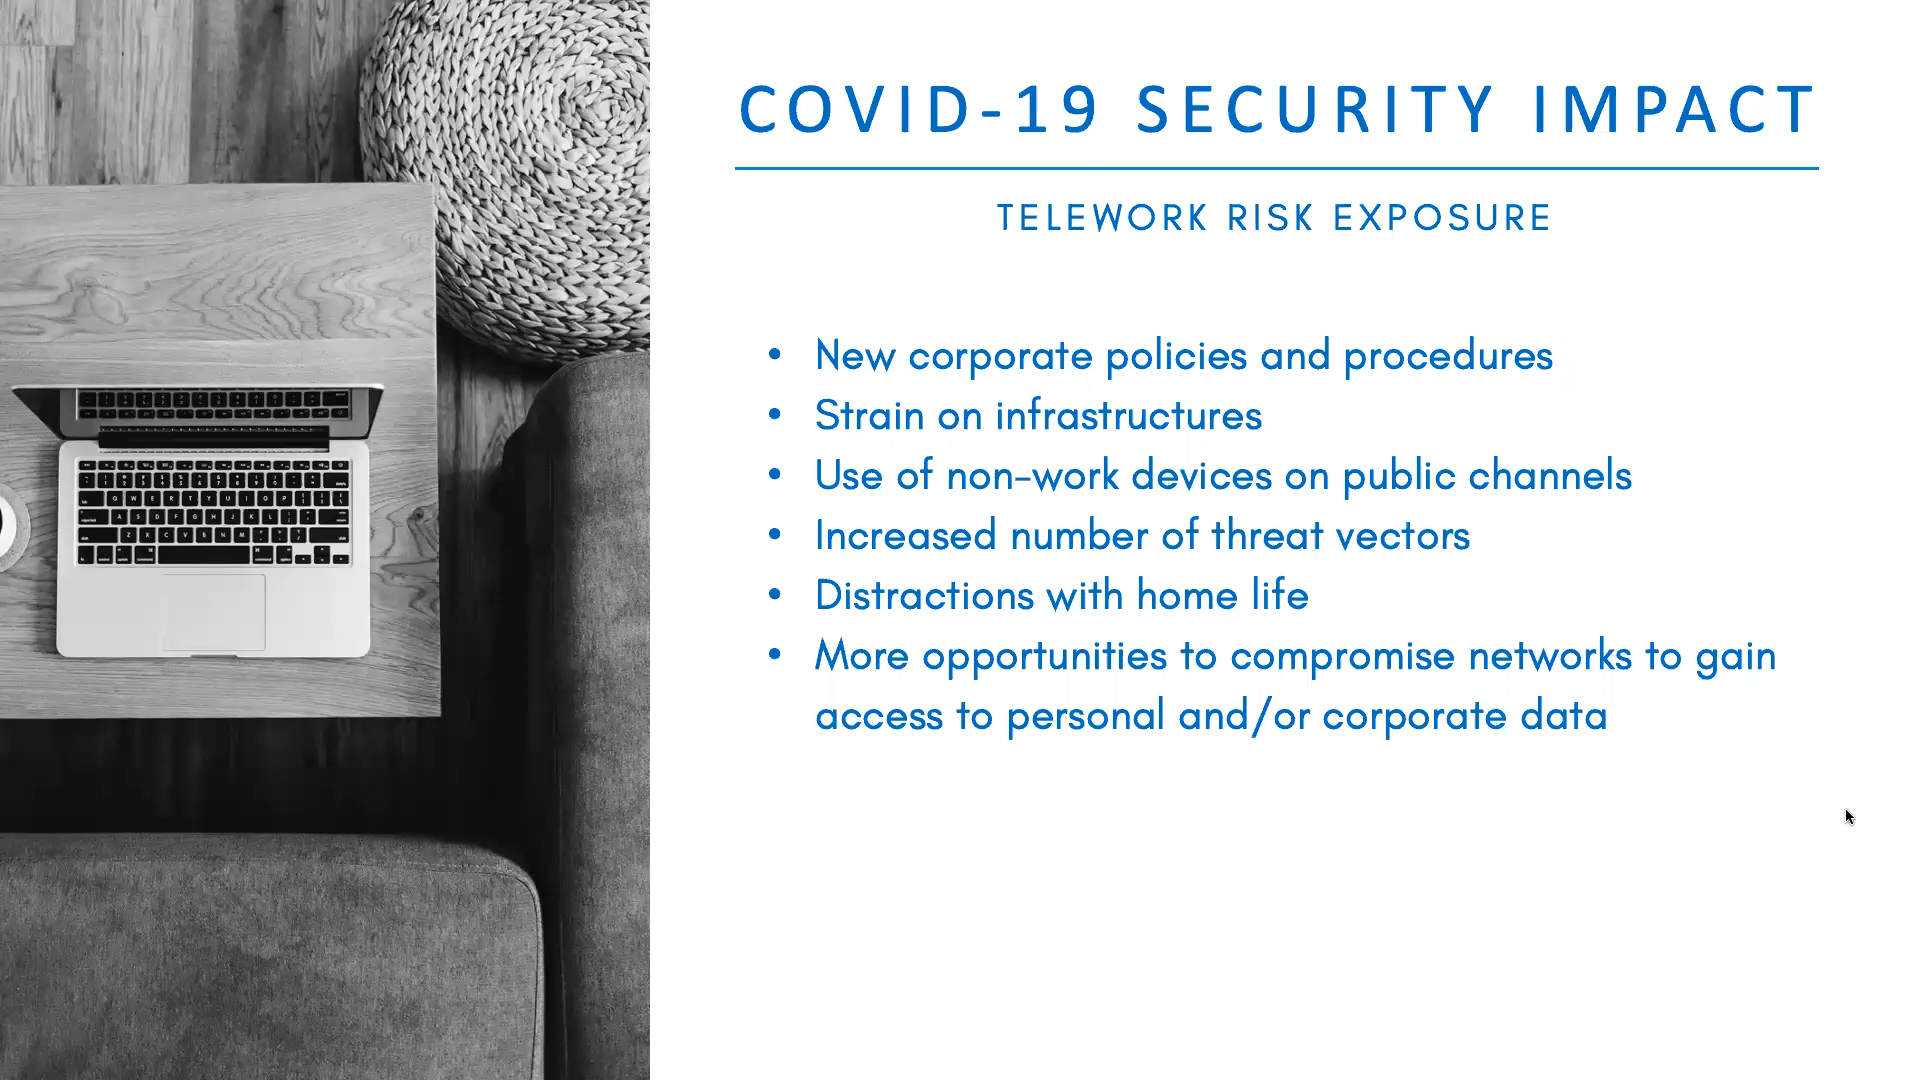 COVID-19 SECURITY IMPACT
TELEWORK RISK EXPOSURE
• New corporate policies and procedures
• Strain on infrastructures
• Use of non-work devices on public channels
• Increased number of threat vectors
• Distractions with home life
• More opportunities to compromise networks to gain
access to personal and/or corporate data